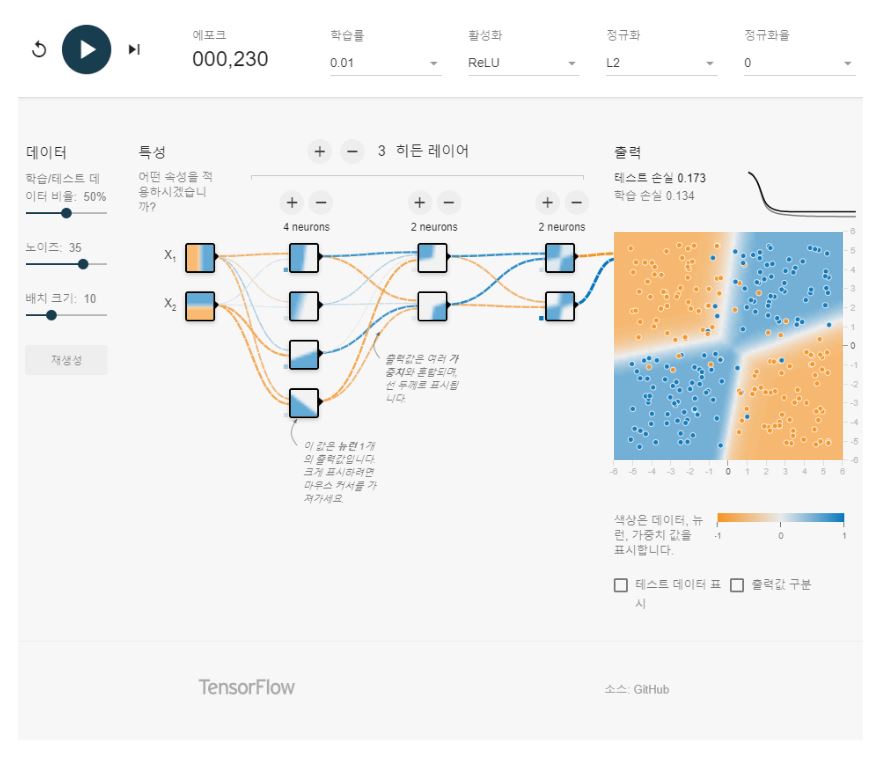 에포크
000,230
학습률
0.01
활성화
ReLU
정규화
L2
정규화율
0
데이터
학습/테스트 데
이터 비율: 50%
노이즈: 35
배치 크기: 10
재생성
특성
어떤 속성을 적
용하시겠습니
까?
X1
X2
3 히든 레이어
4 neurons
2 neurons
2 neurons
출력값은 여러 가
중치와 혼합되며,
선 두께로 표시됩
니다.
이 값은 뉴런 1개
의 출력값입니다.
크게 표시하려면
마우스 커서를 가
져가세요.
출력
테스트 손실 0.173
학습 손실 0.134
6
5
4
3
2
1
0
-1
-2
-3
-4
-5
-6
-6 -5 -4 -3 -2 -1 0 1 2 3 4 5 6
색상은 데이터, 뉴
런, 가중치 값을
표시합니다.
-1 0 1
테스트 데이터 표
시
출력값 구분
TensorFlow
소스: GitHub